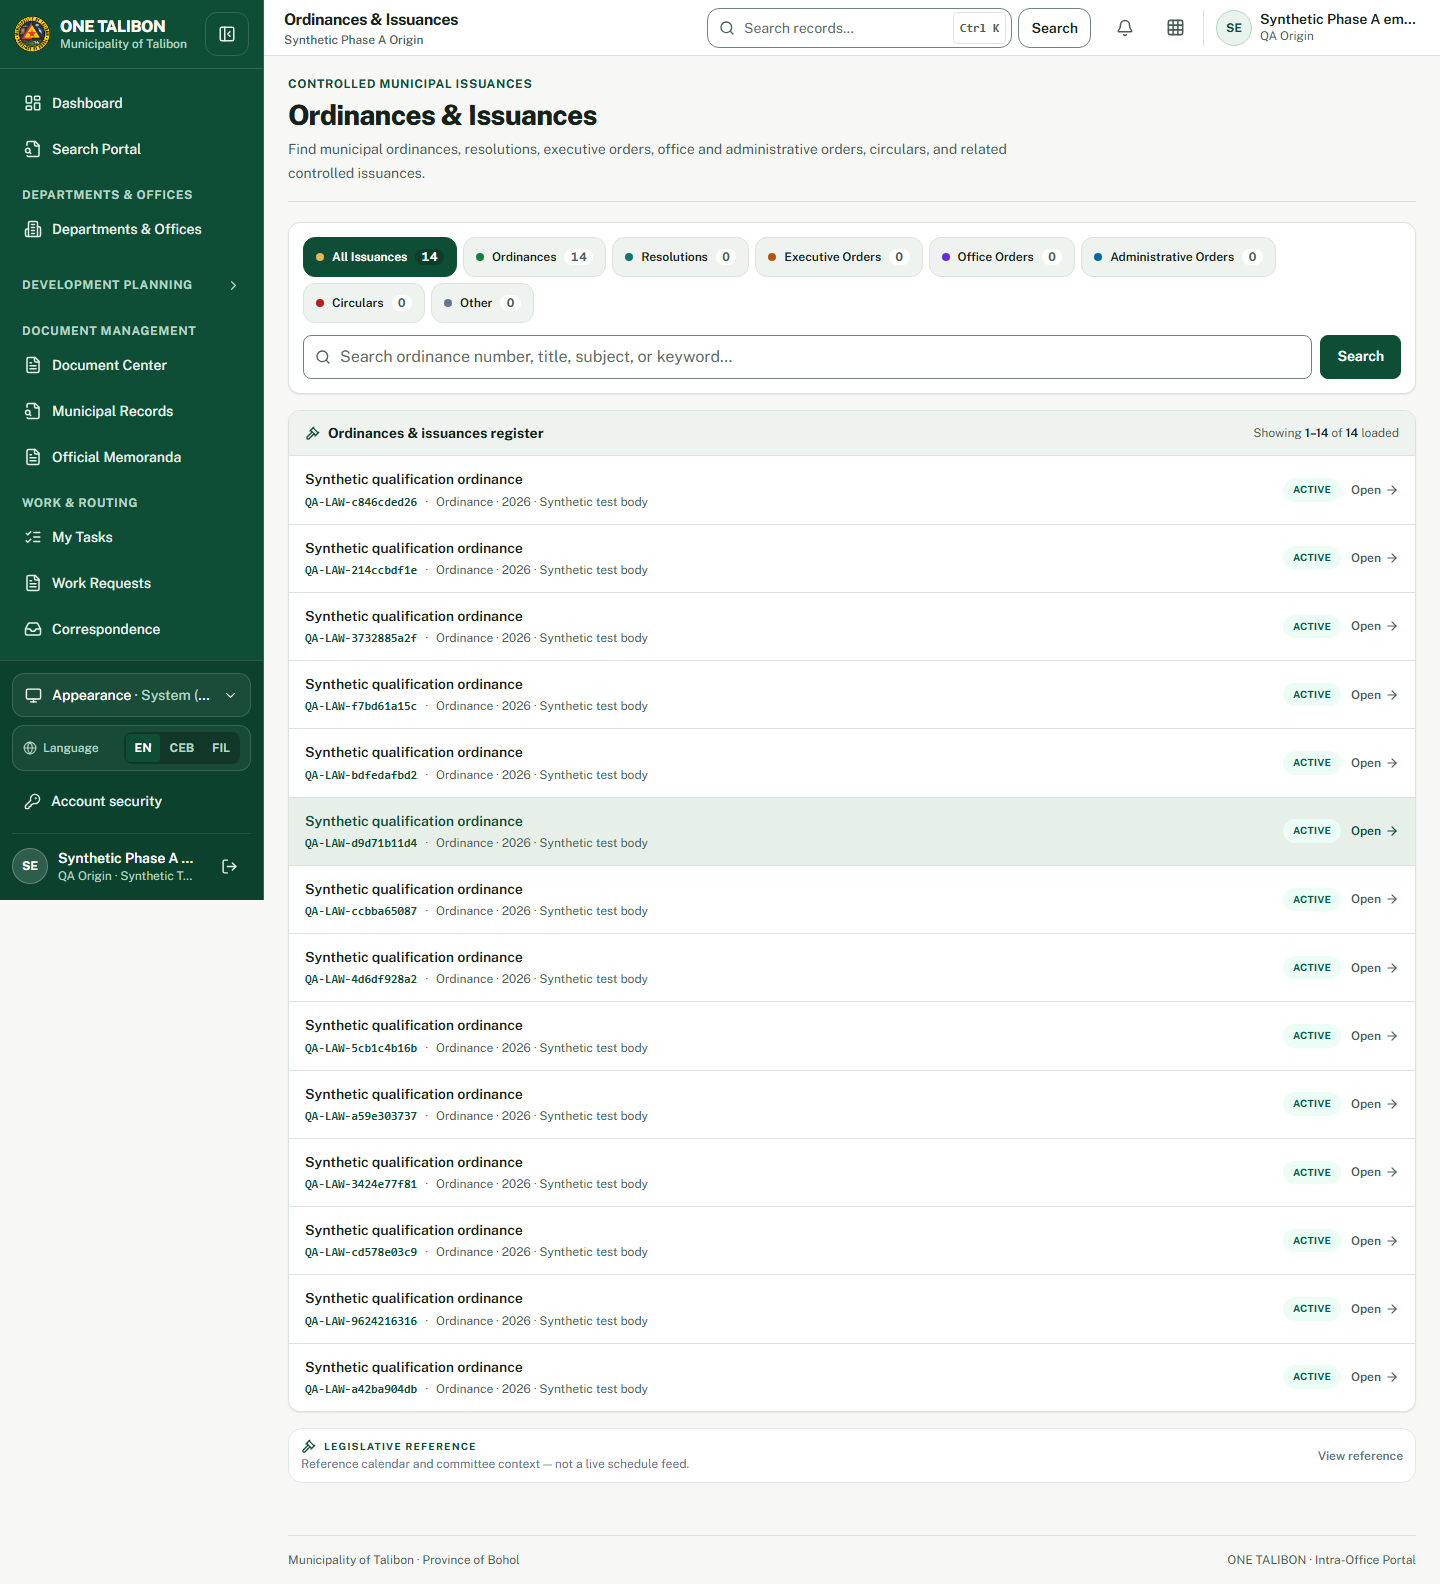 ONE TALIBON
Municipality of Talibon
Dashboard
Search Portal
DEPARTMENTS & OFFICES
Departments & Offices
DEVELOPMENT PLANNING
DOCUMENT MANAGEMENT
Document Center
Municipal Records
Official Memoranda
WORK & ROUTING
My Tasks
Work Requests
Correspondence
Appearance · System (...
Language EN CEB FIL
Account security
SE Synthetic Phase A ...
QA Origin · Synthetic T...
Ordinances & Issuances
Synthetic Phase A Origin
Search records... Ctrl K Search
SE Synthetic Phase A em...
QA Origin
CONTROLLED MUNICIPAL ISSUANCES
Ordinances & Issuances
Find municipal ordinances, resolutions, executive orders, office and administrative orders, circulars, and related
controlled issuances.
All Issuances 14 Ordinances 14 Resolutions 0 Executive Orders 0 Office Orders 0 Administrative Orders 0
Circulars 0 Other 0
Search ordinance number, title, subject, or keyword... Search
Ordinances & issuances register Showing 1–14 of 14 loaded
Synthetic qualification ordinance
QA-LAW-c846cded26 · Ordinance · 2026 · Synthetic test body ACTIVE Open →
Synthetic qualification ordinance
QA-LAW-214ccbdf1e · Ordinance · 2026 · Synthetic test body ACTIVE Open →
Synthetic qualification ordinance
QA-LAW-3732885a2f · Ordinance · 2026 · Synthetic test body ACTIVE Open →
Synthetic qualification ordinance
QA-LAW-f7bd61a15c · Ordinance · 2026 · Synthetic test body ACTIVE Open →
Synthetic qualification ordinance
QA-LAW-bdfedafbd2 · Ordinance · 2026 · Synthetic test body ACTIVE Open →
Synthetic qualification ordinance
QA-LAW-d9d71b11d4 · Ordinance · 2026 · Synthetic test body ACTIVE Open →
Synthetic qualification ordinance
QA-LAW-ccbba65087 · Ordinance · 2026 · Synthetic test body ACTIVE Open →
Synthetic qualification ordinance
QA-LAW-4d6df928a2 · Ordinance · 2026 · Synthetic test body ACTIVE Open →
Synthetic qualification ordinance
QA-LAW-5cb1c4b16b · Ordinance · 2026 · Synthetic test body ACTIVE Open →
Synthetic qualification ordinance
QA-LAW-a59e303737 · Ordinance · 2026 · Synthetic test body ACTIVE Open →
Synthetic qualification ordinance
QA-LAW-3424e77f81 · Ordinance · 2026 · Synthetic test body ACTIVE Open →
Synthetic qualification ordinance
QA-LAW-cd578e03c9 · Ordinance · 2026 · Synthetic test body ACTIVE Open →
Synthetic qualification ordinance
QA-LAW-9624216316 · Ordinance · 2026 · Synthetic test body ACTIVE Open →
Synthetic qualification ordinance
QA-LAW-a42ba904db · Ordinance · 2026 · Synthetic test body ACTIVE Open →
LEGISLATIVE REFERENCE
Reference calendar and committee context — not a live schedule feed. View reference
Municipality of Talibon · Province of Bohol ONE TALIBON · Intra-Office Portal